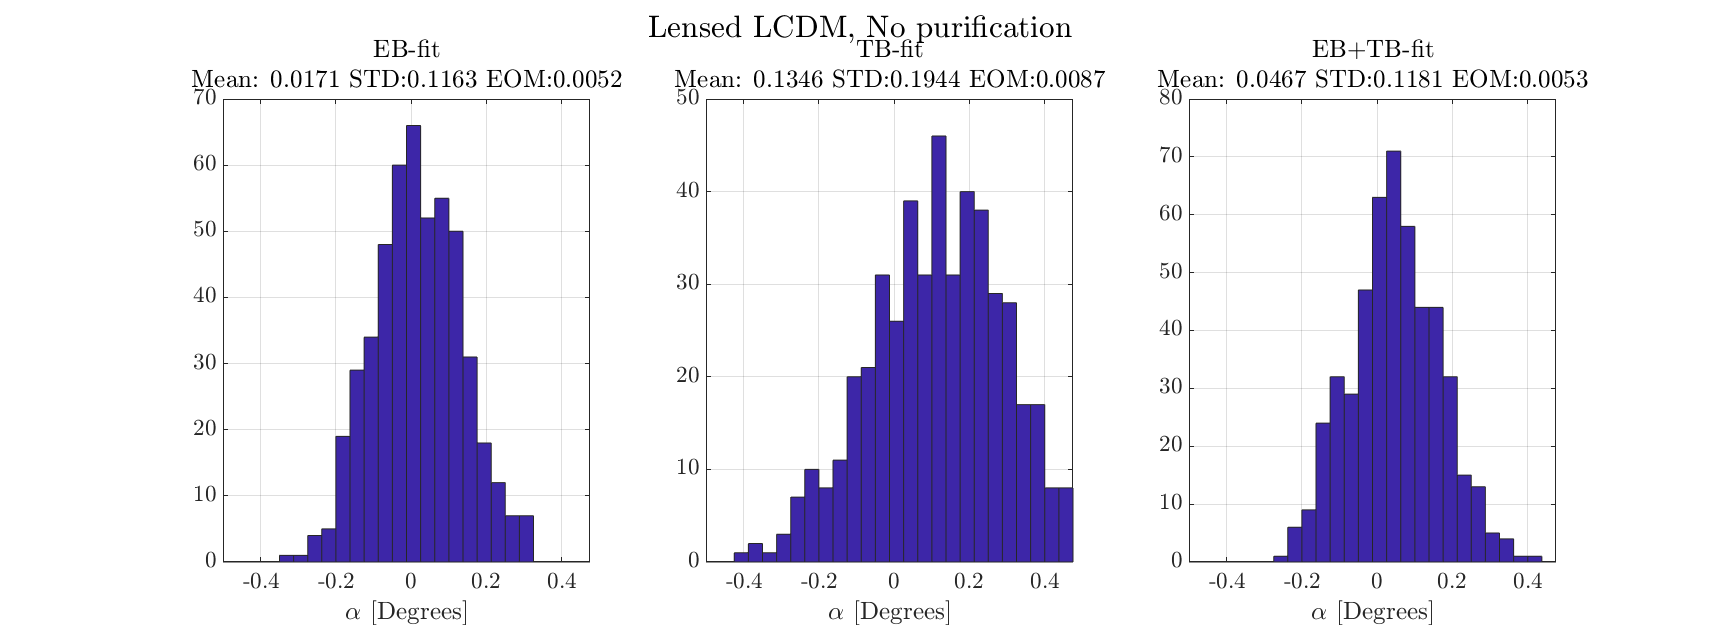 Lensed LCDM, No purification
EB-fit
Mean: 0.0171 STD:0.1163 EOM:0.0052
70
60
50
40
30
20
10
0
-0.4 -0.2 0 0.2 0.4
α [Degrees]
TB-fit
Mean: 0.1346 STD:0.1944 EOM:0.0087
50
40
30
20
10
0
-0.4 -0.2 0 0.2 0.4
α [Degrees]
EB+TB-fit
Mean: 0.0467 STD:0.1181 EOM:0.0053
80
70
60
50
40
30
20
10
0
-0.4 -0.2 0 0.2 0.4
α [Degrees]